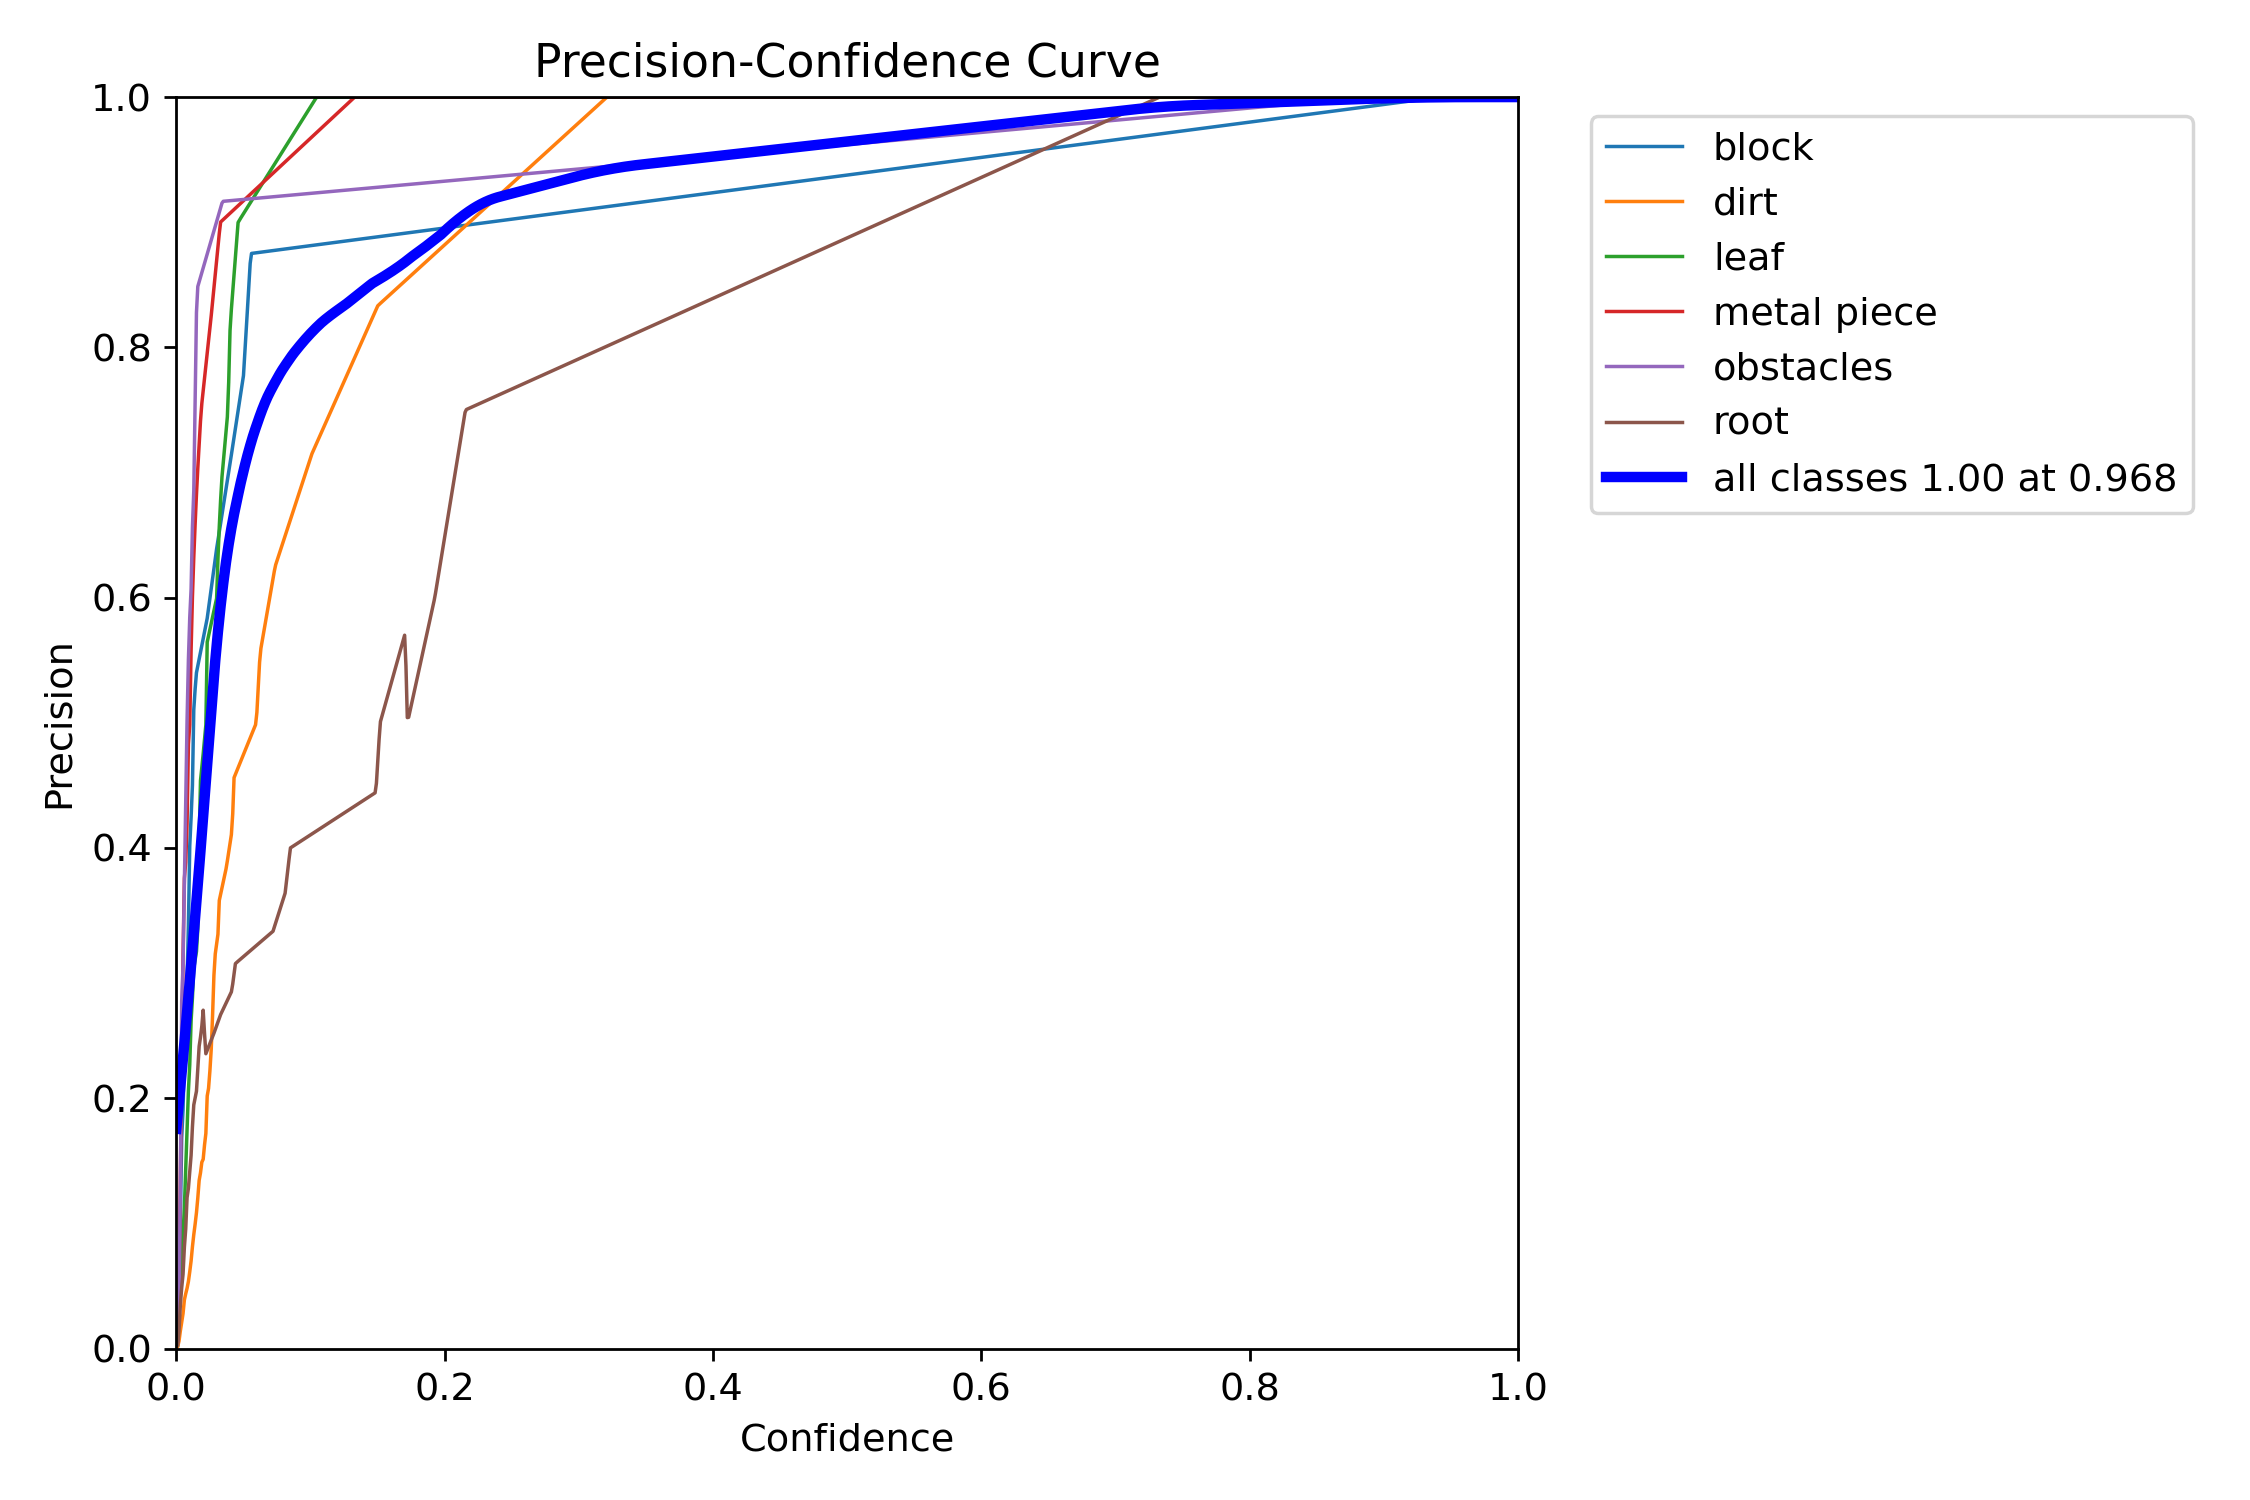 Precision-Confidence Curve
1.0
0.8
0.6
0.4
0.2
0.0
Precision
0.0 0.2 0.4 0.6 0.8 1.0
Confidence
block
dirt
leaf
metal piece
obstacles
root
all classes 1.00 at 0.968